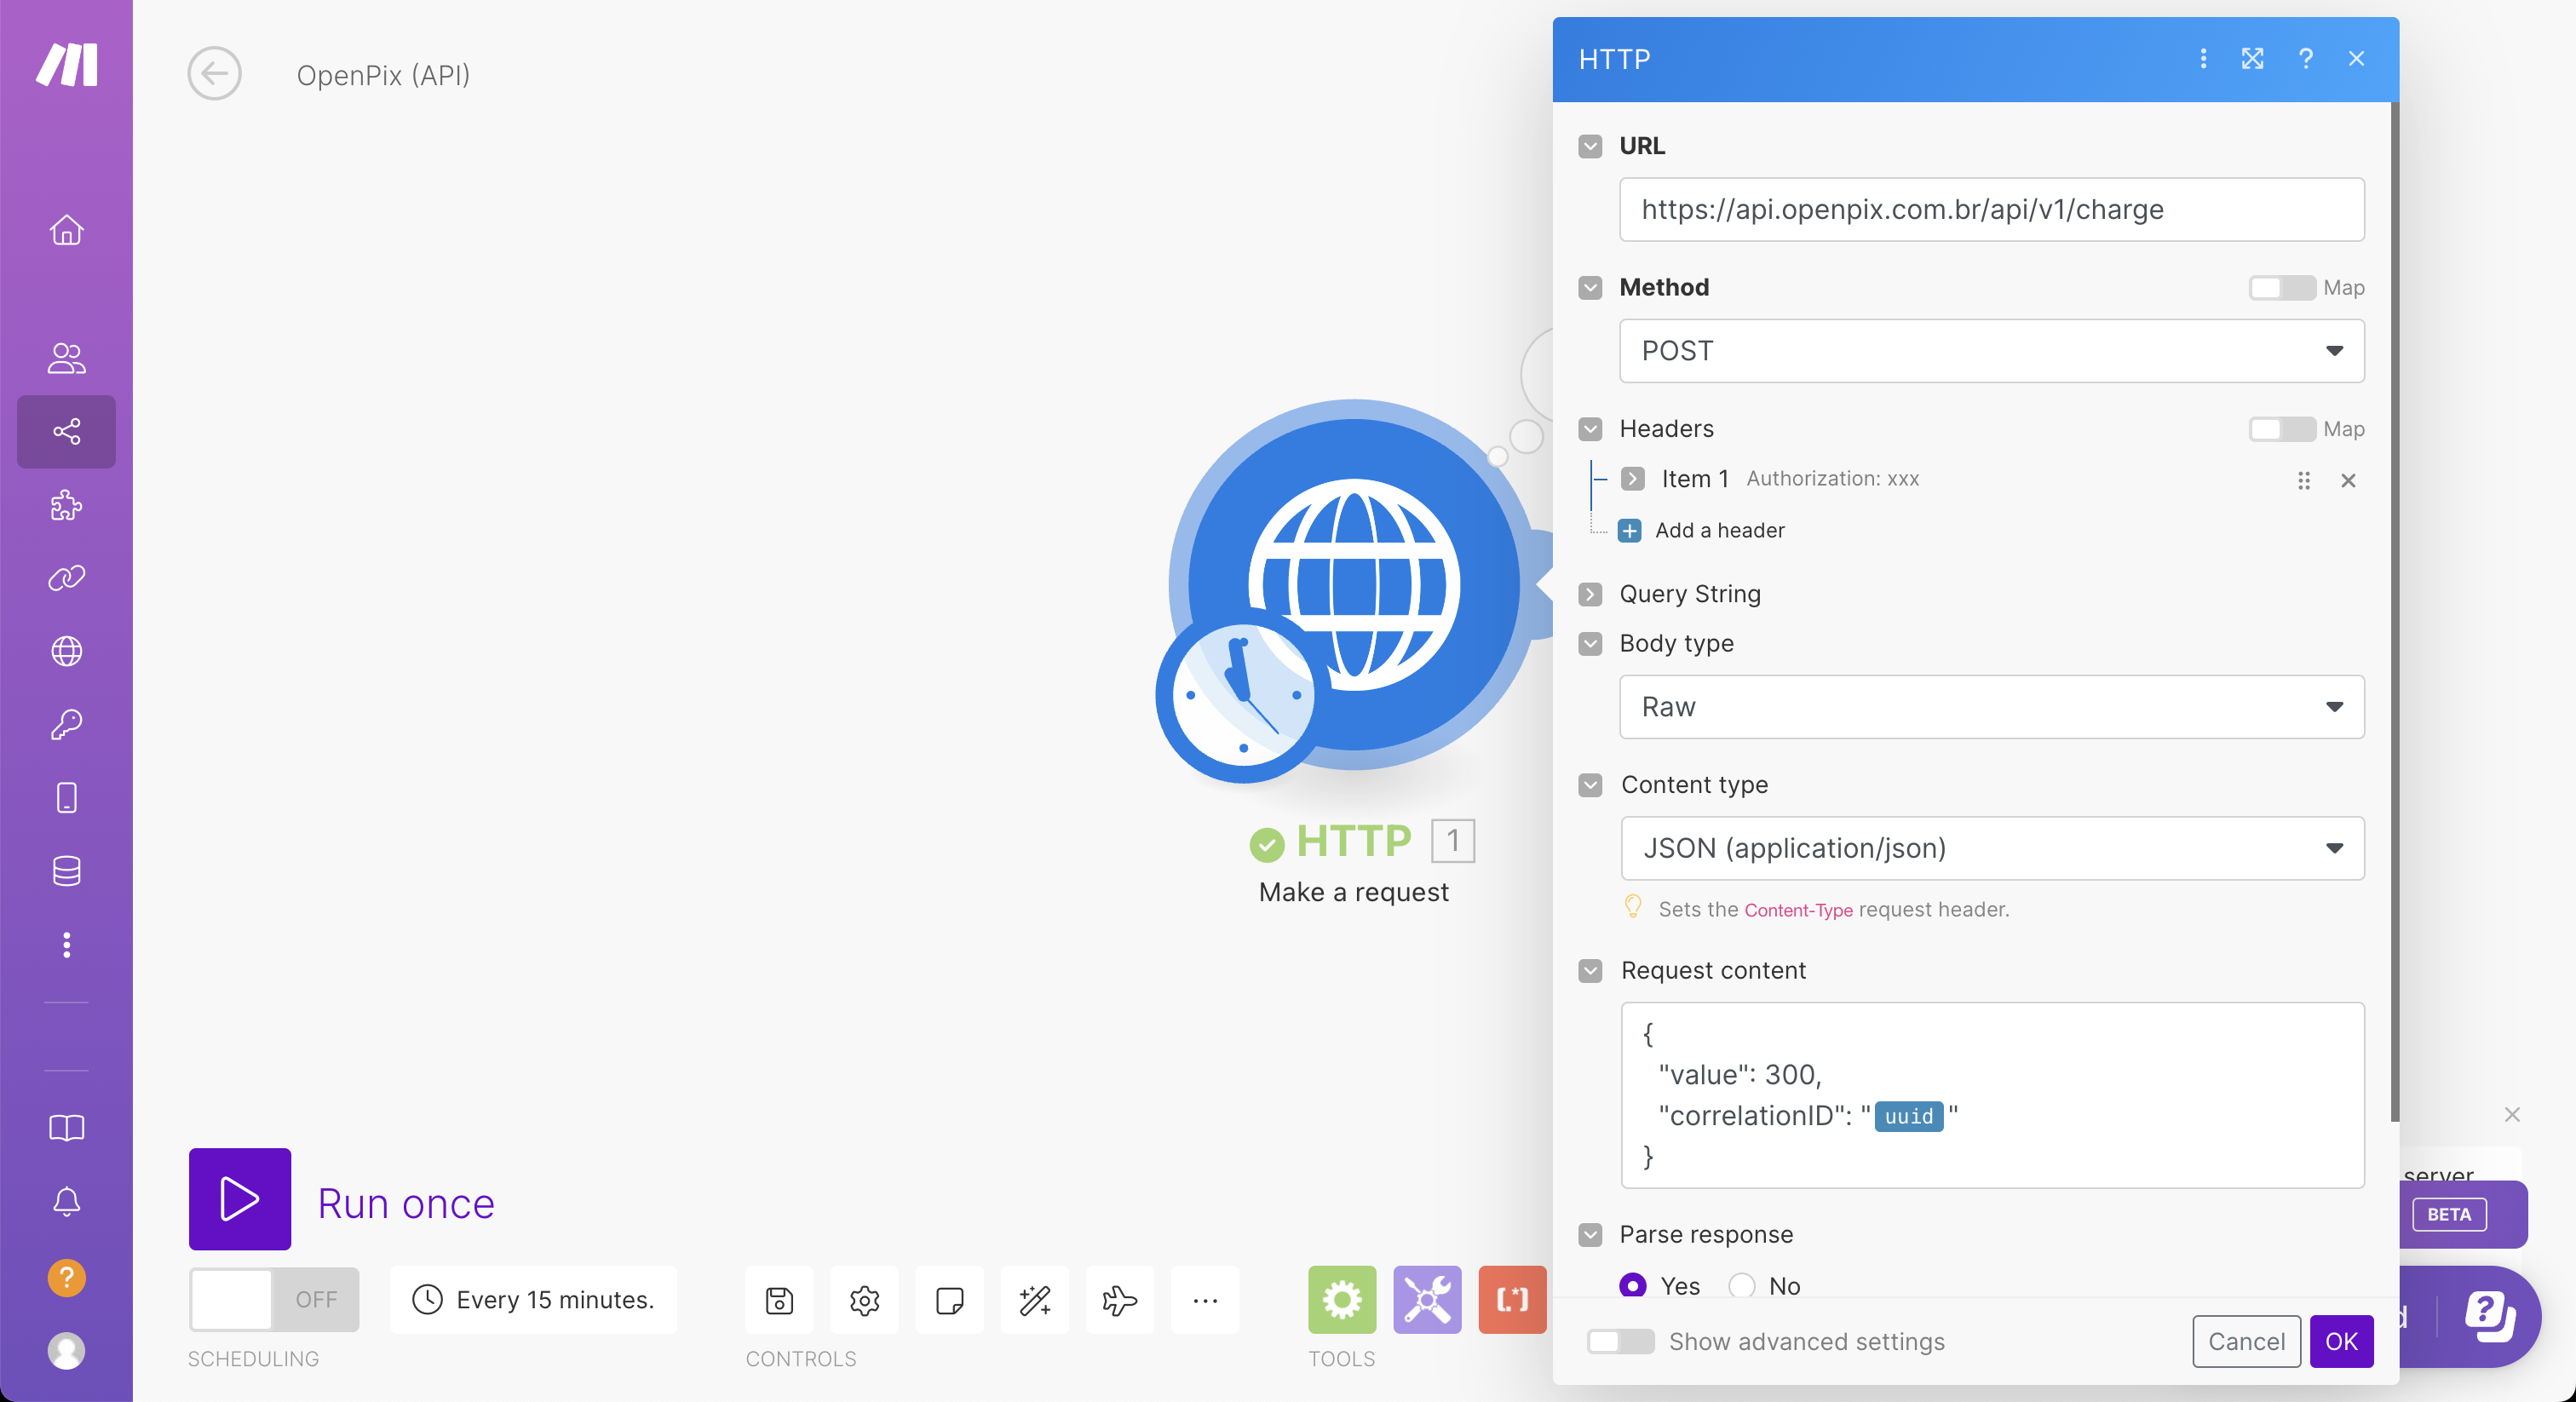 OpenPix (API)
HTTP
?
URL
https://api.openpix.com.br/api/v1/charge
Method
Map
POST
Headers
Map
Item 1 Authorization: xxx
Add a header
Query String
Body type
Raw
Content type
JSON (application/json)
Sets the Content-Type request header.
Request content
{
"value": 300,
"correlationID": "uuid"
}
Parse response
Yes
No
Show advanced settings
Cancel
OK
HTTP 1
Make a request
Run once
OFF
Every 15 minutes.
SCHEDULING
CONTROLS
TOOLS
[.*]
server
BETA
?
?